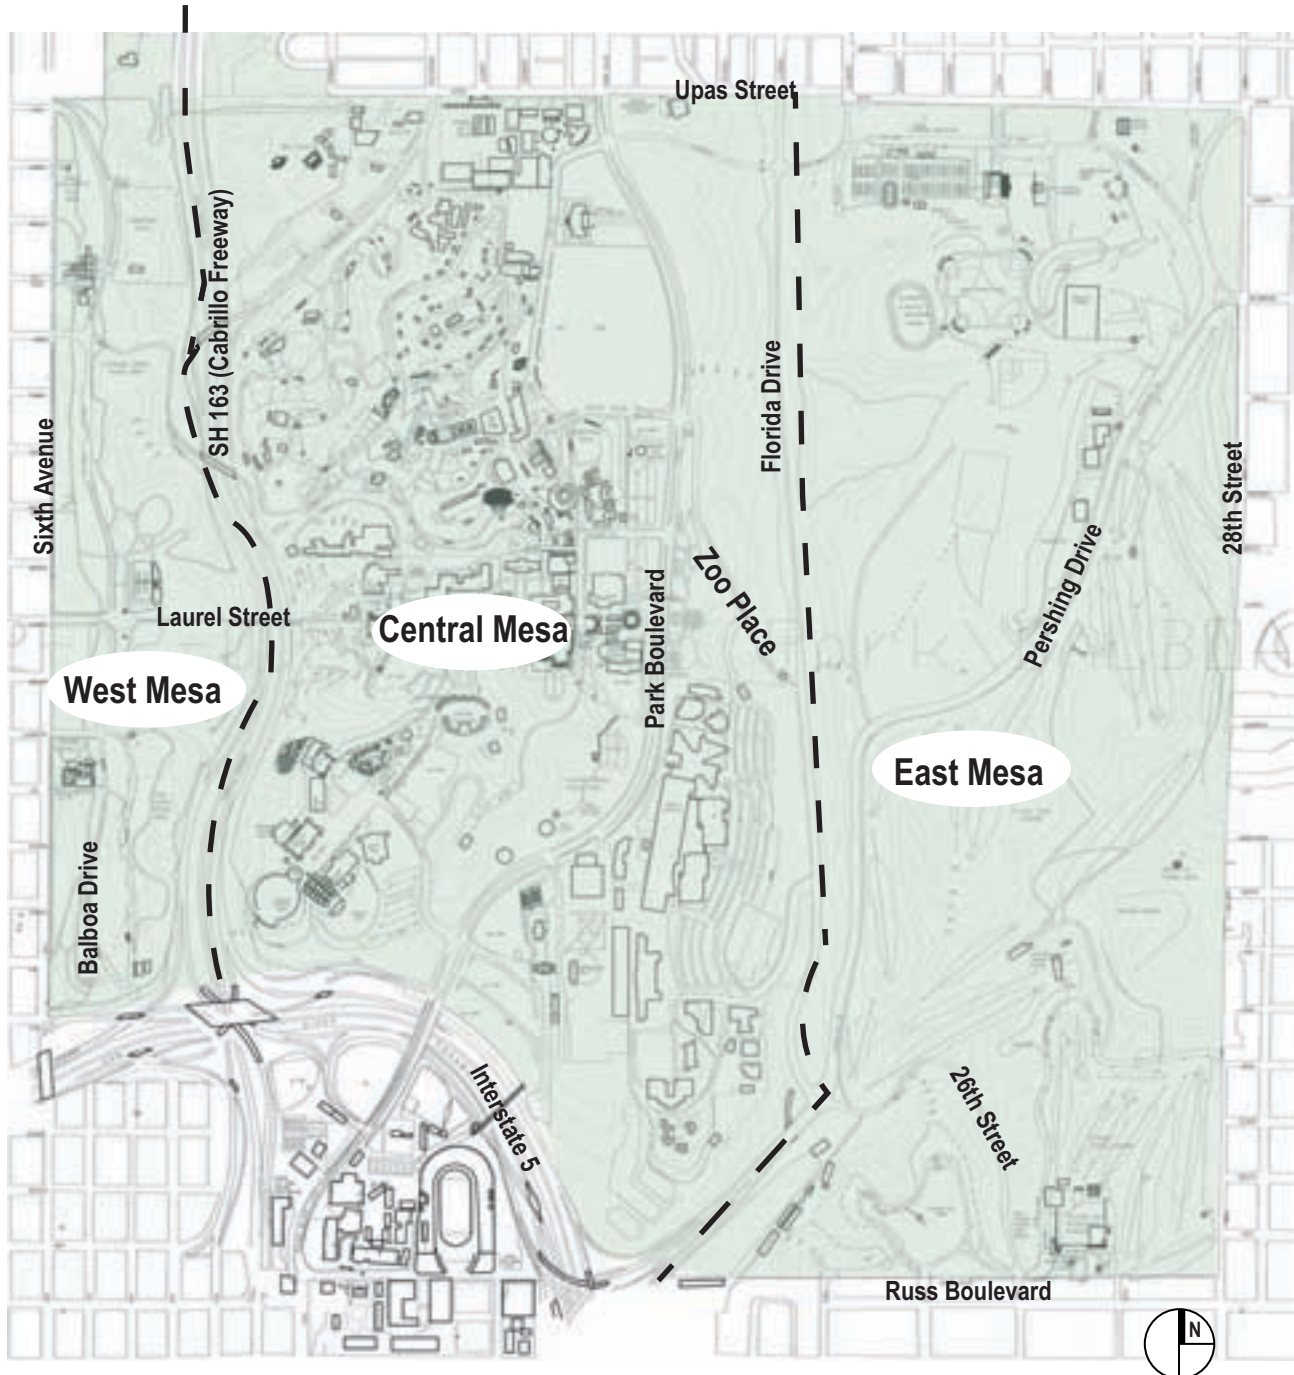 Upas Street
SH 163 (Cabrillo Freeway)
Florida Drive
Sixth Avenue
28th Street
Zoo Place
Pershing Drive
Laurel Street
Central Mesa
Park Boulevard
West Mesa
East Mesa
Balboa Drive
Interstate 5
26th Street
Russ Boulevard
N